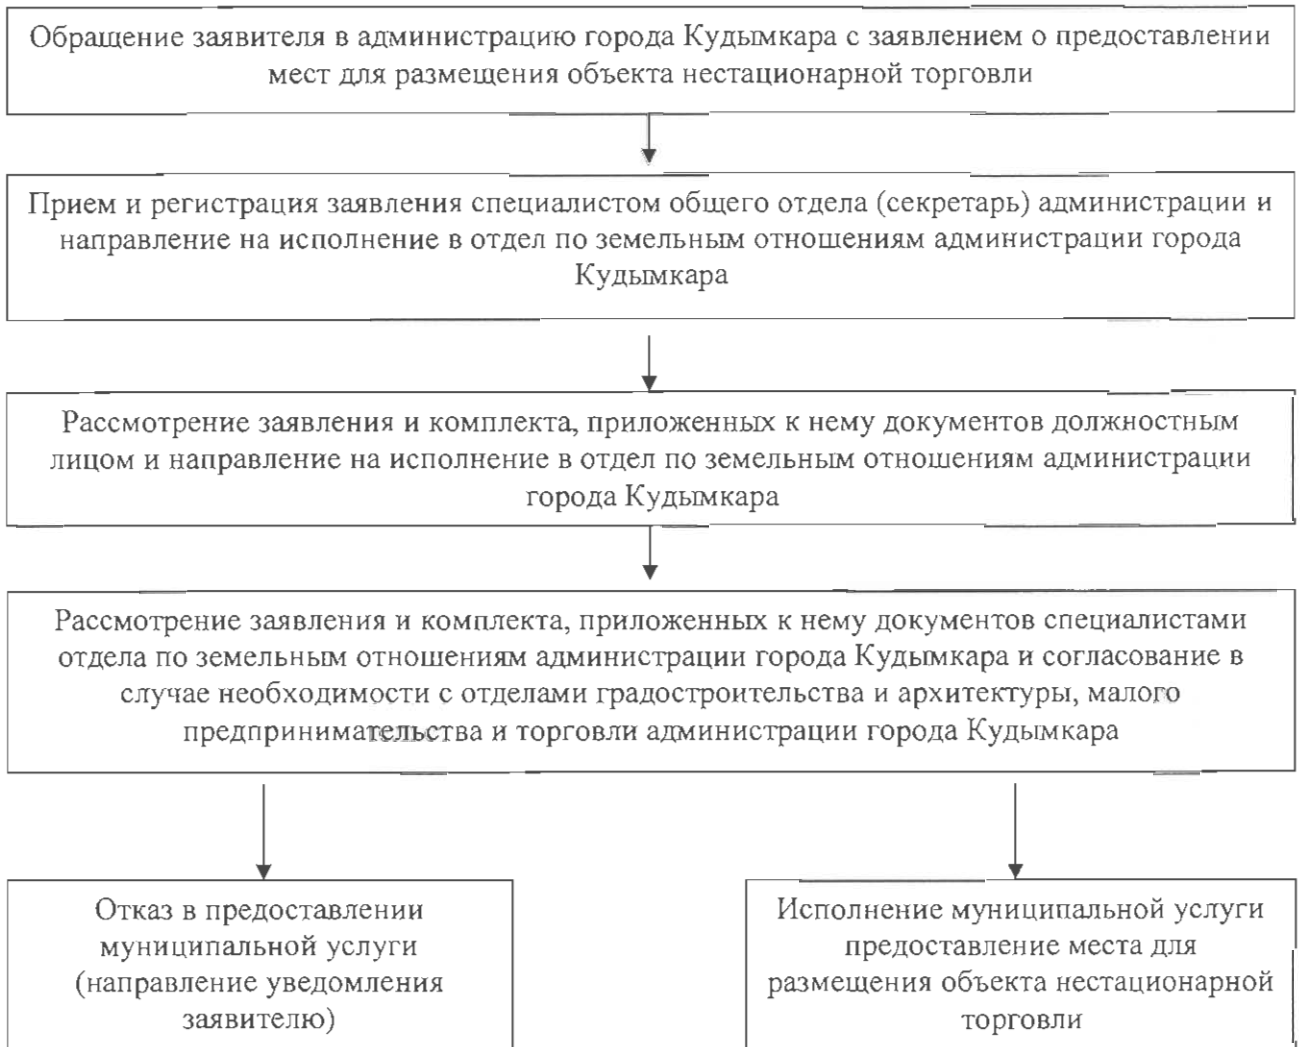 Обращение заявителя в администрацию города Кудымкара с заявлением о предоставлении
мест для размещения объекта нестационарной торговли
Прием и регистрация заявления специалистом общего отдела (секретарь) администрации и
направление на исполнение в отдел по земельным отношениям администрации города
Кудымкара
Рассмотрение заявления и комплекта, приложенных к нему документов должностным
лицом и направление на исполнение в отдел по земельным отношениям администрации
города Кудымкара
Рассмотрение заявления и комплекта, приложенных к нему документов специалистами
отдела по земельным отношениям администрации города Кудымкара и согласование в
случае необходимости с отделами градостроительства и архитектуры, малого
предпринимательства и торговли администрации города Кудымкара
Отказ в предоставлении
муниципальной услуги
(направление уведомления
заявителю)
Исполнение муниципальной услуги
предоставление места для
размещения объекта нестационарной
торговли